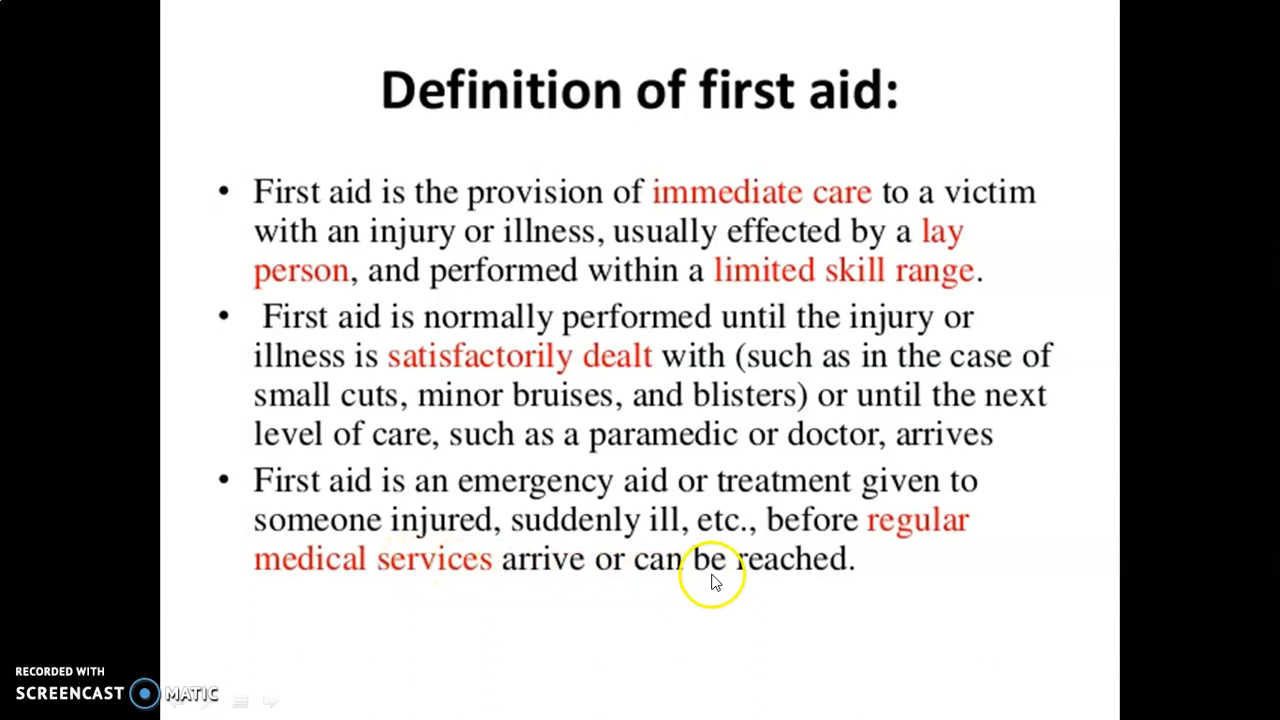 Definition of first aid:
• First aid is the provision of immediate care to a victim
with an injury or illness, usually effected by a lay
person, and performed within a limited skill range.
• First aid is normally performed until the injury or
illness is satisfactorily dealt with (such as in the case of
small cuts, minor bruises, and blisters) or until the next
level of care, such as a paramedic or doctor, arrives
• First aid is an emergency aid or treatment given to
someone injured, suddenly ill, etc., before regular
medical services arrive or can be reached.
RECORDED WITH
SCREENCAST MATIC